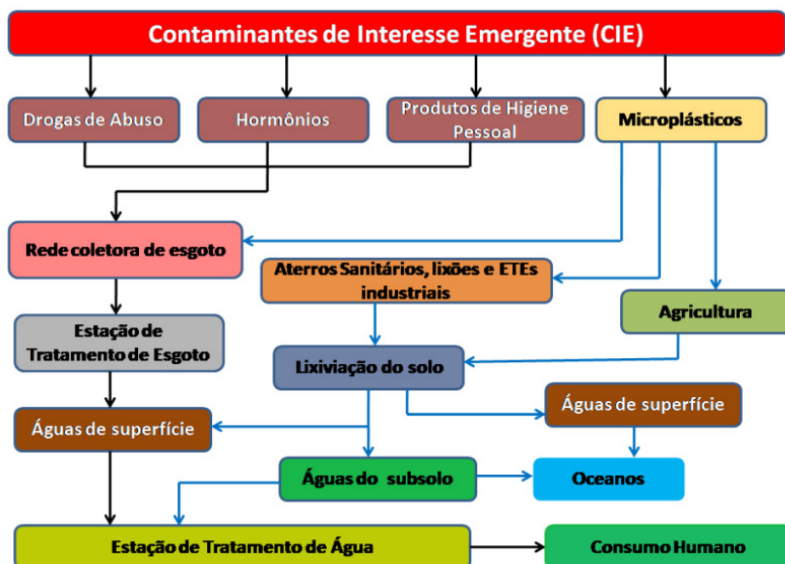 Contaminantes de Interesse Emergente (CIE)
Drogas de Abuso
Hormônios
Produtos de Higiene
Pessoal
Microplásticos
Rede coletora de esgoto
Aterros Sanitários, lixões e ETEs
industriais
Agricultura
Estação de
Tratamento de Esgoto
Lixiviação do solo
Águas de superfície
Águas de superfície
Águas do subsolo
Oceanos
Estação de Tratamento de Água
Consumo Humano